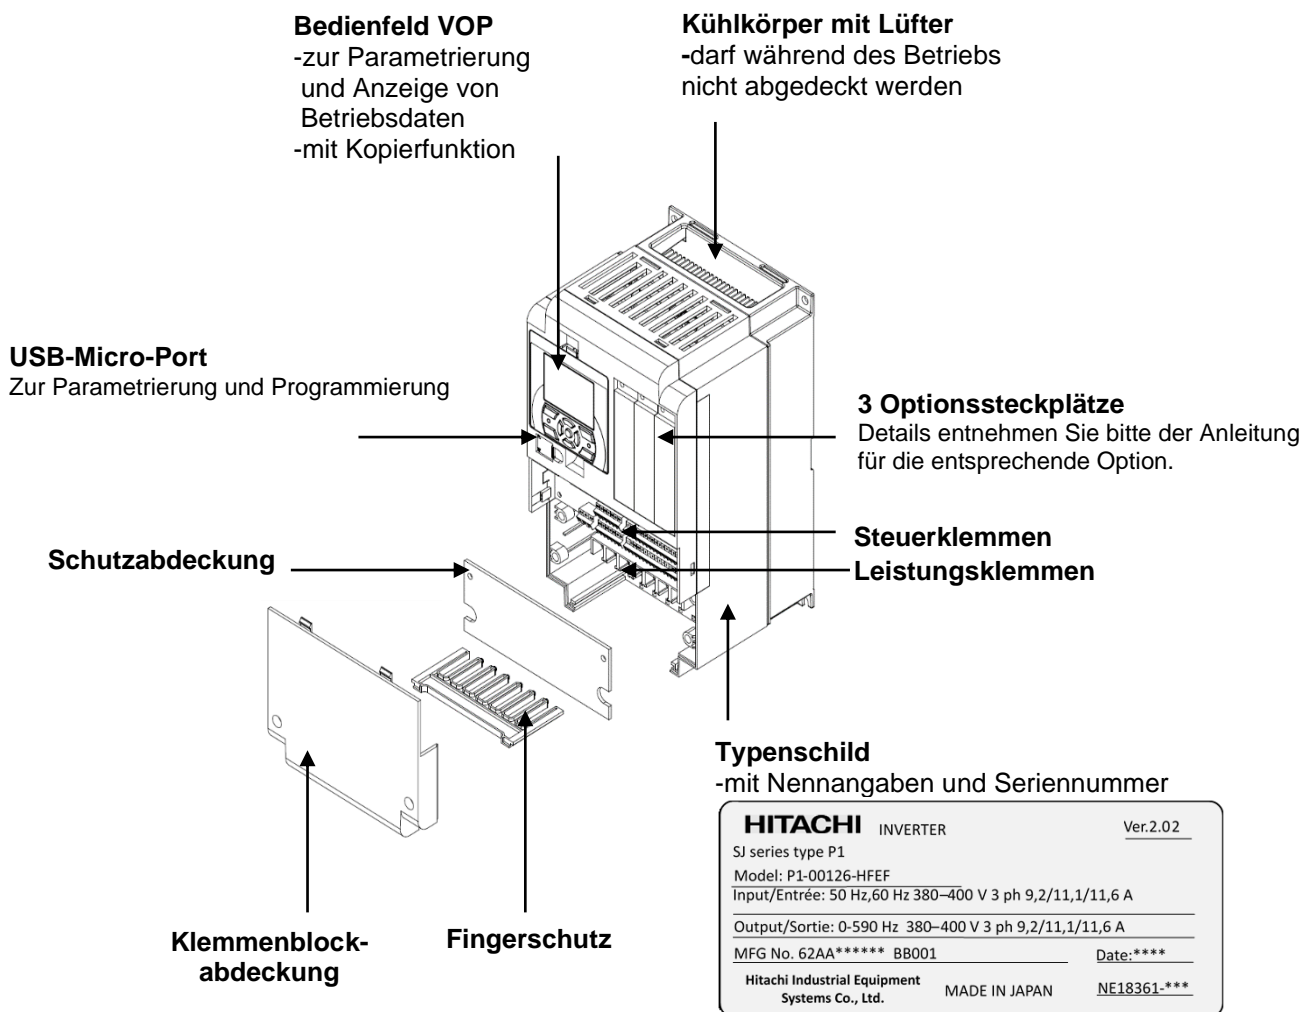 Bedienfeld VOP
-zur Parametrierung
und Anzeige von
Betriebsdaten
-mit Kopierfunktion
Kühlkörper mit Lüfter
-darf während des Betriebs
nicht abgedeckt werden
USB-Micro-Port
Zur Parametrierung und Programmierung
3 Optionssteckplätze
Details entnehmen Sie bitte der Anleitung
für die entsprechende Option.
Steuerklemmen
Leistungsklemmen
Schutzabdeckung
Typenschild
-mit Nennangaben und Seriennummer
HITACHI INVERTER Ver.2.02
SJ series type P1
Model: P1-00126-HFEF
Input/Entrée: 50 Hz,60 Hz 380–400 V 3 ph 9,2/11,1/11,6 A
Output/Sortie: 0-590 Hz 380–400 V 3 ph 9,2/11,1/11,6 A
MFG No. 62AA****** BB001 Date:****
Hitachi Industrial Equipment
Systems Co., Ltd. MADE IN JAPAN NE18361-***
Klemmenblock-
abdeckung
Fingerschutz